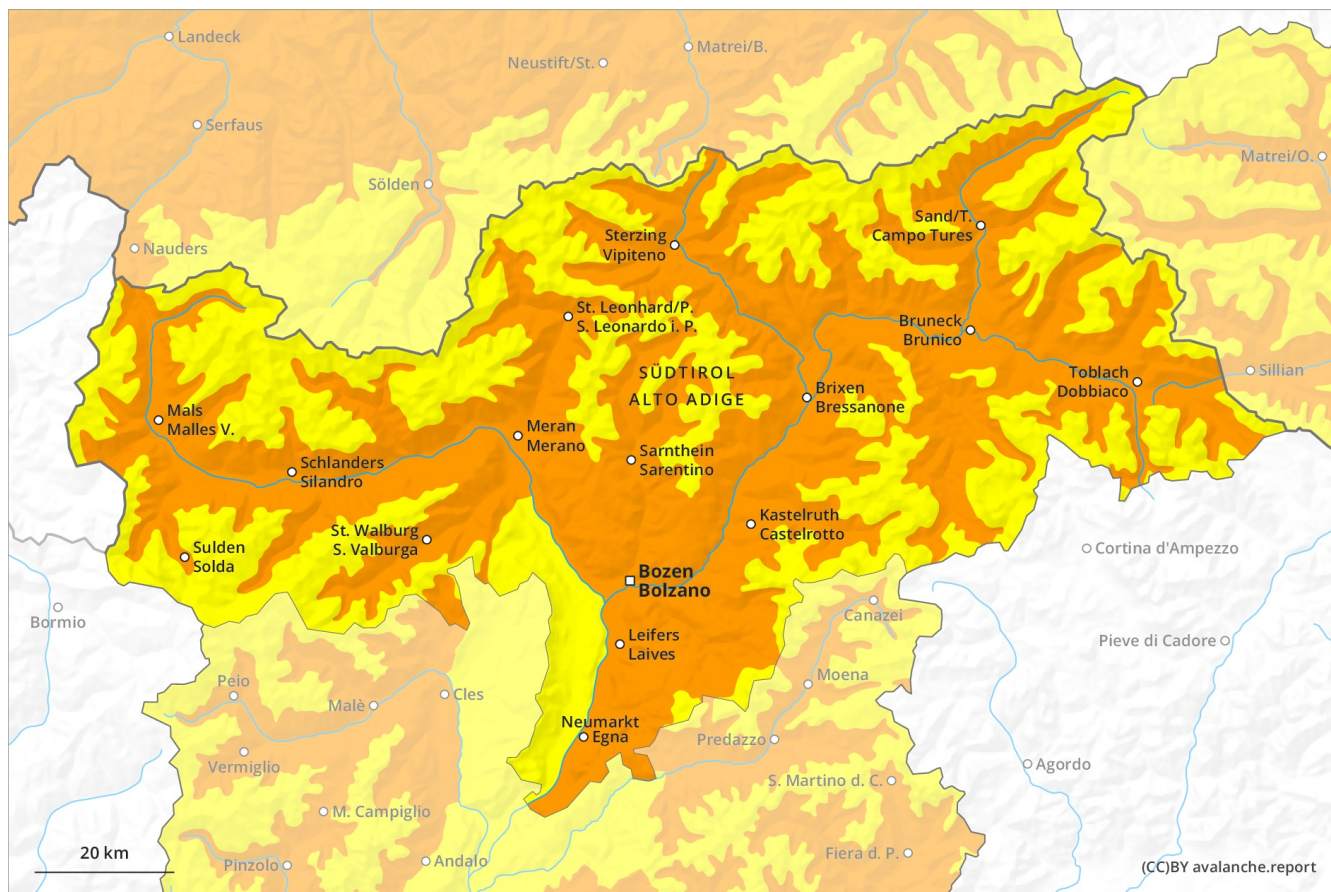 Landeck
Matrei/B.
Neustift/St.
Serfaus
Matrei/O.
Sölden
Sand/T.
Campo Tures
Sterzing
Vipiteno
Nauders
St. Leonhard/P.
S. Leonardo i. P.
Bruneck
Brunico
SÜDTIROL
ALTO ADIGE
Toblach
Dobbiaco
Sillian
Brixen
Bressanone
Mals
Malles V.
Meran
Merano
Sarnthein
Sarentino
Schlanders
Silandro
Kastelruth
Castelrotto
St. Walburg
S. Valburga
Sulden
Solda
Cortina d'Ampezzo
Bozen
Bolzano
Bormio
Canazei
Leifers
Laives
Pieve di Cadore
Peio
Moena
Malè
Cles
Neumarkt
Egna
Predazzo
Vermiglio
Agordo
S. Martino d. C.
M. Campiglio
20 km
Pinzolo
Andalo
Fiera d. P.
(CC)BY avalanche.report